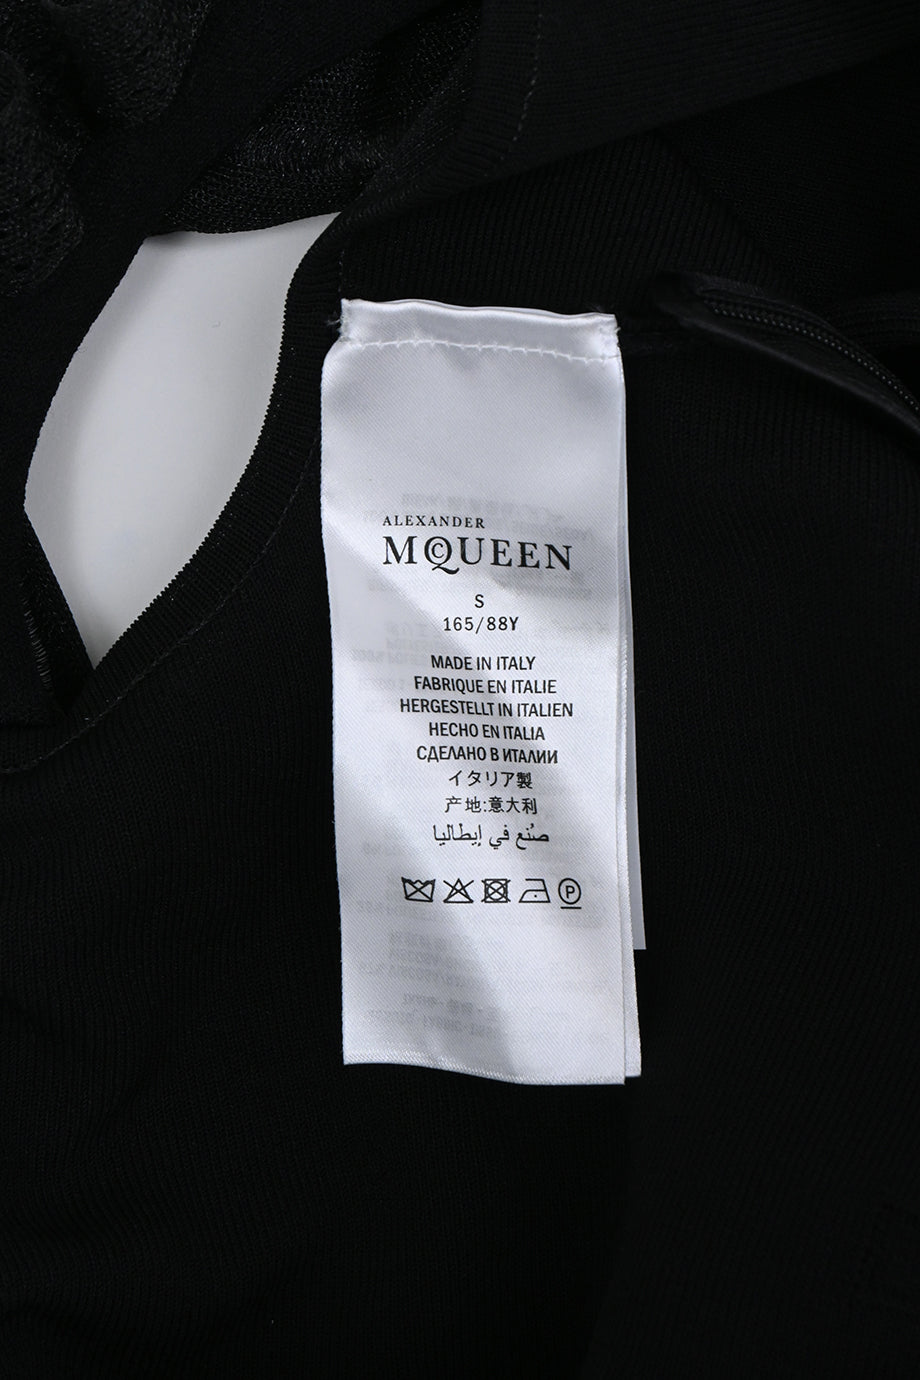 ALEXANDER
MCQUEEN
S
165/88Y
MADE IN ITALY
FABRIQUE EN ITALIE
HERGESTELLT IN ITALIEN
HECHO EN ITALIA
СДЕЛАНО В ИТАЛИИ
イタリア製
产地:意大利
صُنع في إيطاليا
P